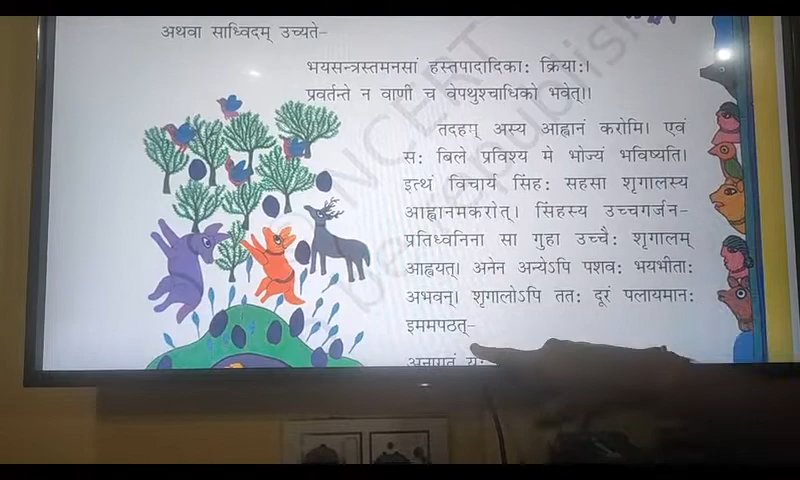 अथवा साध्विदम् उच्यते-
भयसन्त्रस्तमनसां हस्तपादादिकाः क्रियाः।
प्रवर्तन्ते न वाणी च वेपथुश्चाधिको भवेत्॥
तदहम् अस्य आह्वानं करोमि। एवं
सः बिले प्रविश्य मे भोज्यं भविष्यति।
इत्थं विचार्य सिंहः सहसा शृगालस्य
आह्वानमकरोत्। सिंहस्य उच्चगर्जन-
प्रतिध्वनिना सा गुहा उच्चैः शृगालम्
आह्वयत्। अनेन अन्येऽपि पशवः भयभीताः
अभवन्। शृगालोऽपि ततः दूरं पलायमानः
इममपठत्-
अनागतं यः